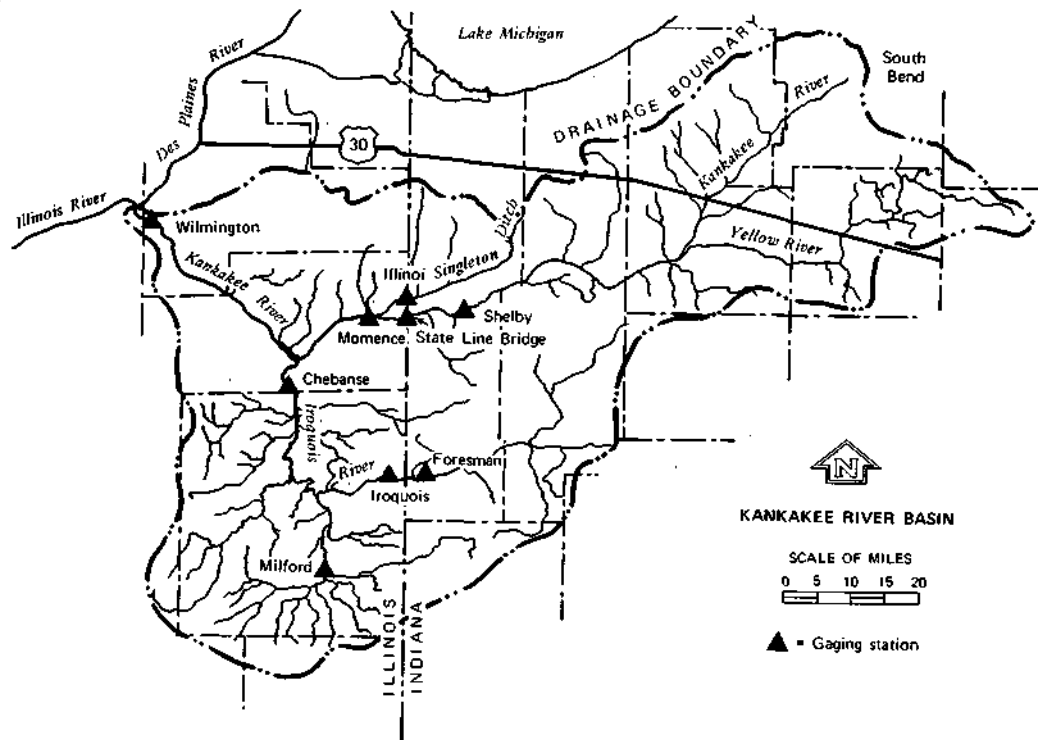 Lake Michigan
South
Bend
DRAINAGE BOUNDARY
Des Plaines River
30
Kankakee River
Illinois River
Wilmington
Yellow River
Kankakee River
Illinoi Singleton Ditch
Shelby
Momence State Line Bridge
Chebanse
Iroquois River
Foresman
Iroquois
Milford
ILLINOIS
INDIANA
N
KANKAKEE RIVER BASIN
SCALE OF MILES
0 5 10 15 20
- Gaging station